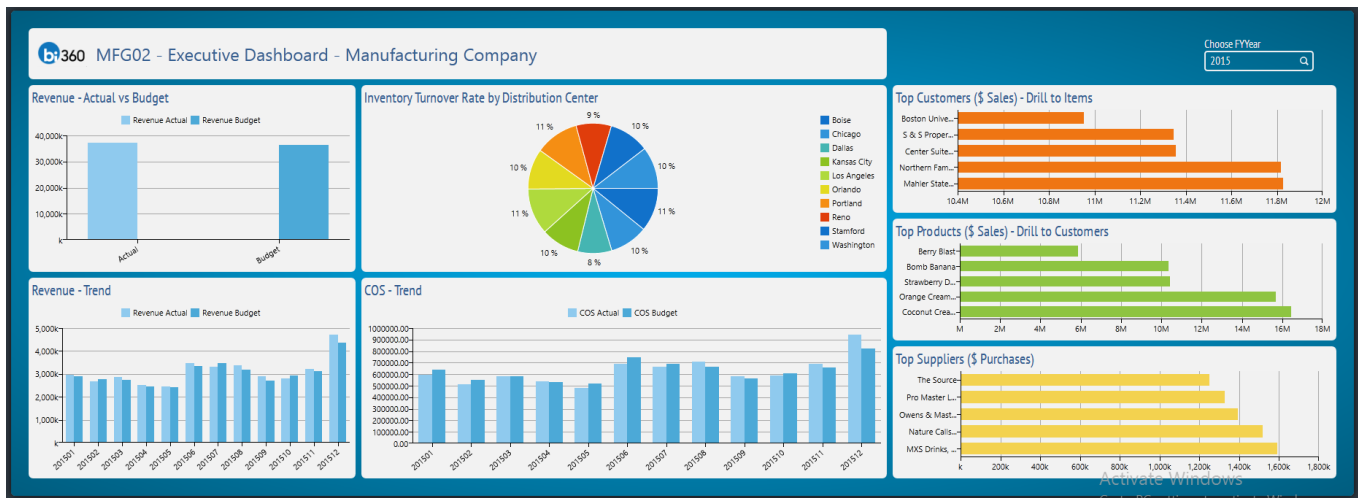 bi360 MFG02 - Executive Dashboard - Manufacturing Company
Choose FYYear
2015
Revenue - Actual vs Budget
Revenue Actual Revenue Budget
40,000k
30,000k
20,000k
10,000k
k
Actual
Budget
Inventory Turnover Rate by Distribution Center
9 %
10 %
10 %
11 %
10 %
8 %
10 %
11 %
10 %
11 %
Boise
Chicago
Dallas
Kansas City
Los Angeles
Orlando
Portland
Reno
Stamford
Washington
Top Customers ($ Sales) - Drill to Items
Boston Unive...
S & S Proper...
Center Suite...
Northern Fam...
Mahler State...
10.4M 10.6M 10.8M 11M 11.2M 11.4M 11.6M 11.8M 12M
Top Products ($ Sales) - Drill to Customers
Berry Blast
Bomb Banana
Strawberry D...
Orange Cream...
Coconut Crea...
M 2M 4M 6M 8M 10M 12M 14M 16M 18M
Revenue - Trend
Revenue Actual Revenue Budget
5,000k
4,000k
3,000k
2,000k
1,000k
k
201501 201502 201503 201504 201505 201506 201507 201508 201509 201510 201511 201512
COS - Trend
COS Actual COS Budget
1000000.00
900000.00
800000.00
700000.00
600000.00
500000.00
400000.00
300000.00
200000.00
100000.00
0.00
201501 201502 201503 201504 201505 201506 201507 201508 201509 201510 201511 201512
Top Suppliers ($ Purchases)
The Source
Pro Master L...
Owens & Mast...
Nature Calis...
MXS Drinks, ...
k 200k 400k 600k 800k 1,000k 1,200k 1,400k 1,600k 1,800k
Activate Windows